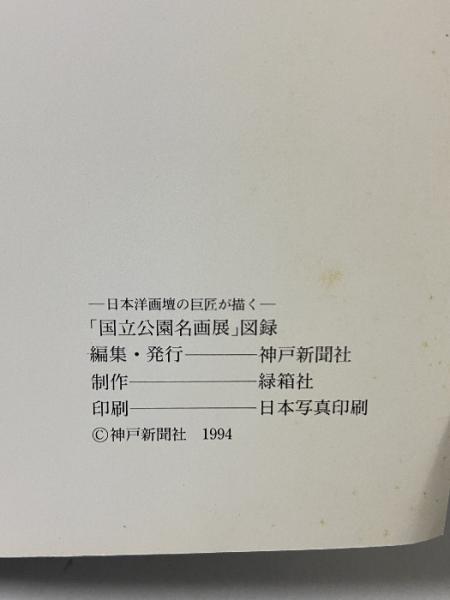 ―日本洋画壇の巨匠が描く―
「国立公園名画展」図録
編集・発行―――神戸新聞社
制作―――――緑箱社
印刷―――――日本写真印刷
©神戸新聞社 1994